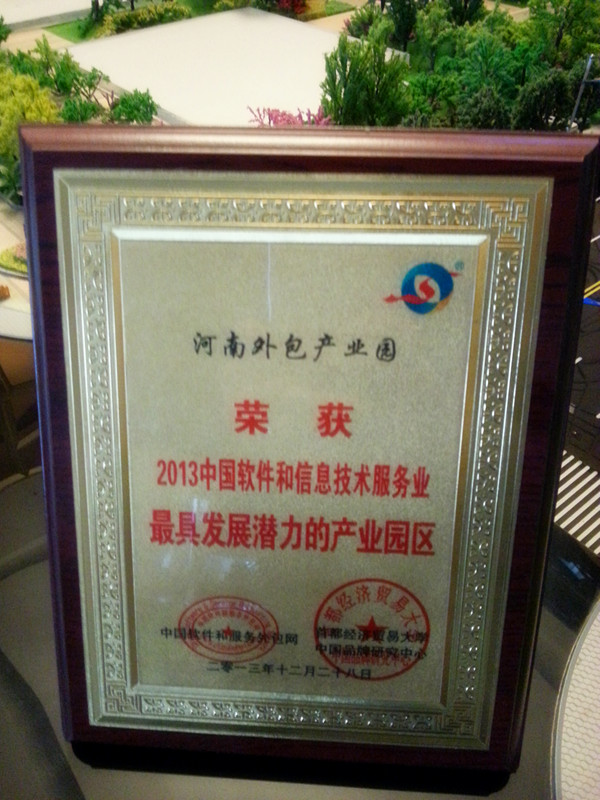 河南外包产业园
荣获
2013中国软件和信息技术服务业
最具发展潜力的产业园区
中国软件和服务外包网
首都经济贸易大学
中国品牌研究中心
二零一三年十二月二十八日